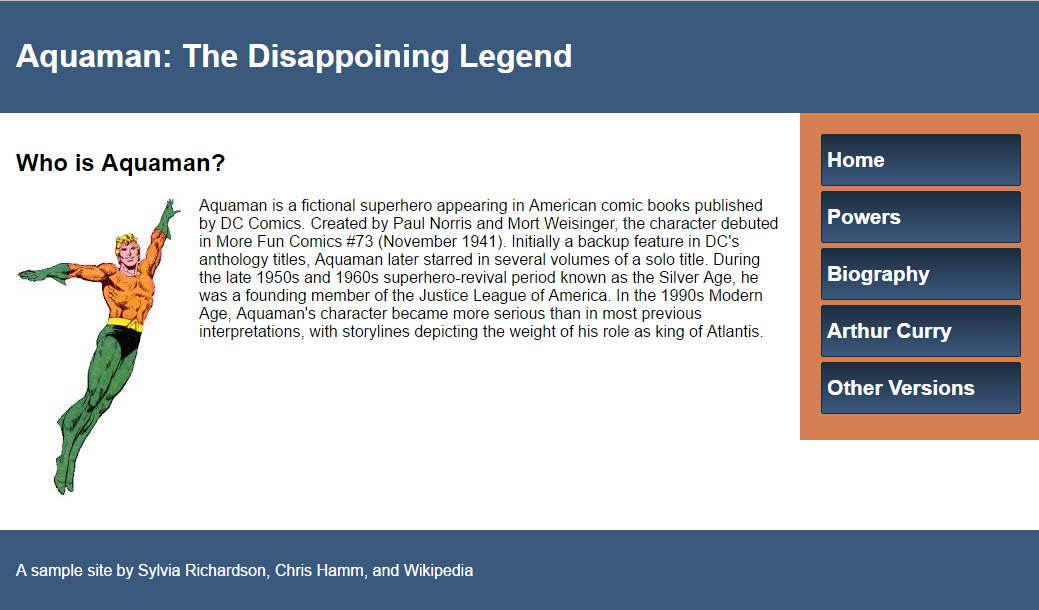 Aquaman: The Disappoining Legend
Who is Aquaman?
Aquaman is a fictional superhero appearing in American comic books published
by DC Comics. Created by Paul Norris and Mort Weisinger, the character debuted
in More Fun Comics #73 (November 1941). Initially a backup feature in DC's
anthology titles, Aquaman later starred in several volumes of a solo title. During
the late 1950s and 1960s superhero-revival period known as the Silver Age, he
was a founding member of the Justice League of America. In the 1990s Modern
Age, Aquaman's character became more serious than in most previous
interpretations, with storylines depicting the weight of his role as king of Atlantis.
Home
Powers
Biography
Arthur Curry
Other Versions
A sample site by Sylvia Richardson, Chris Hamm, and Wikipedia